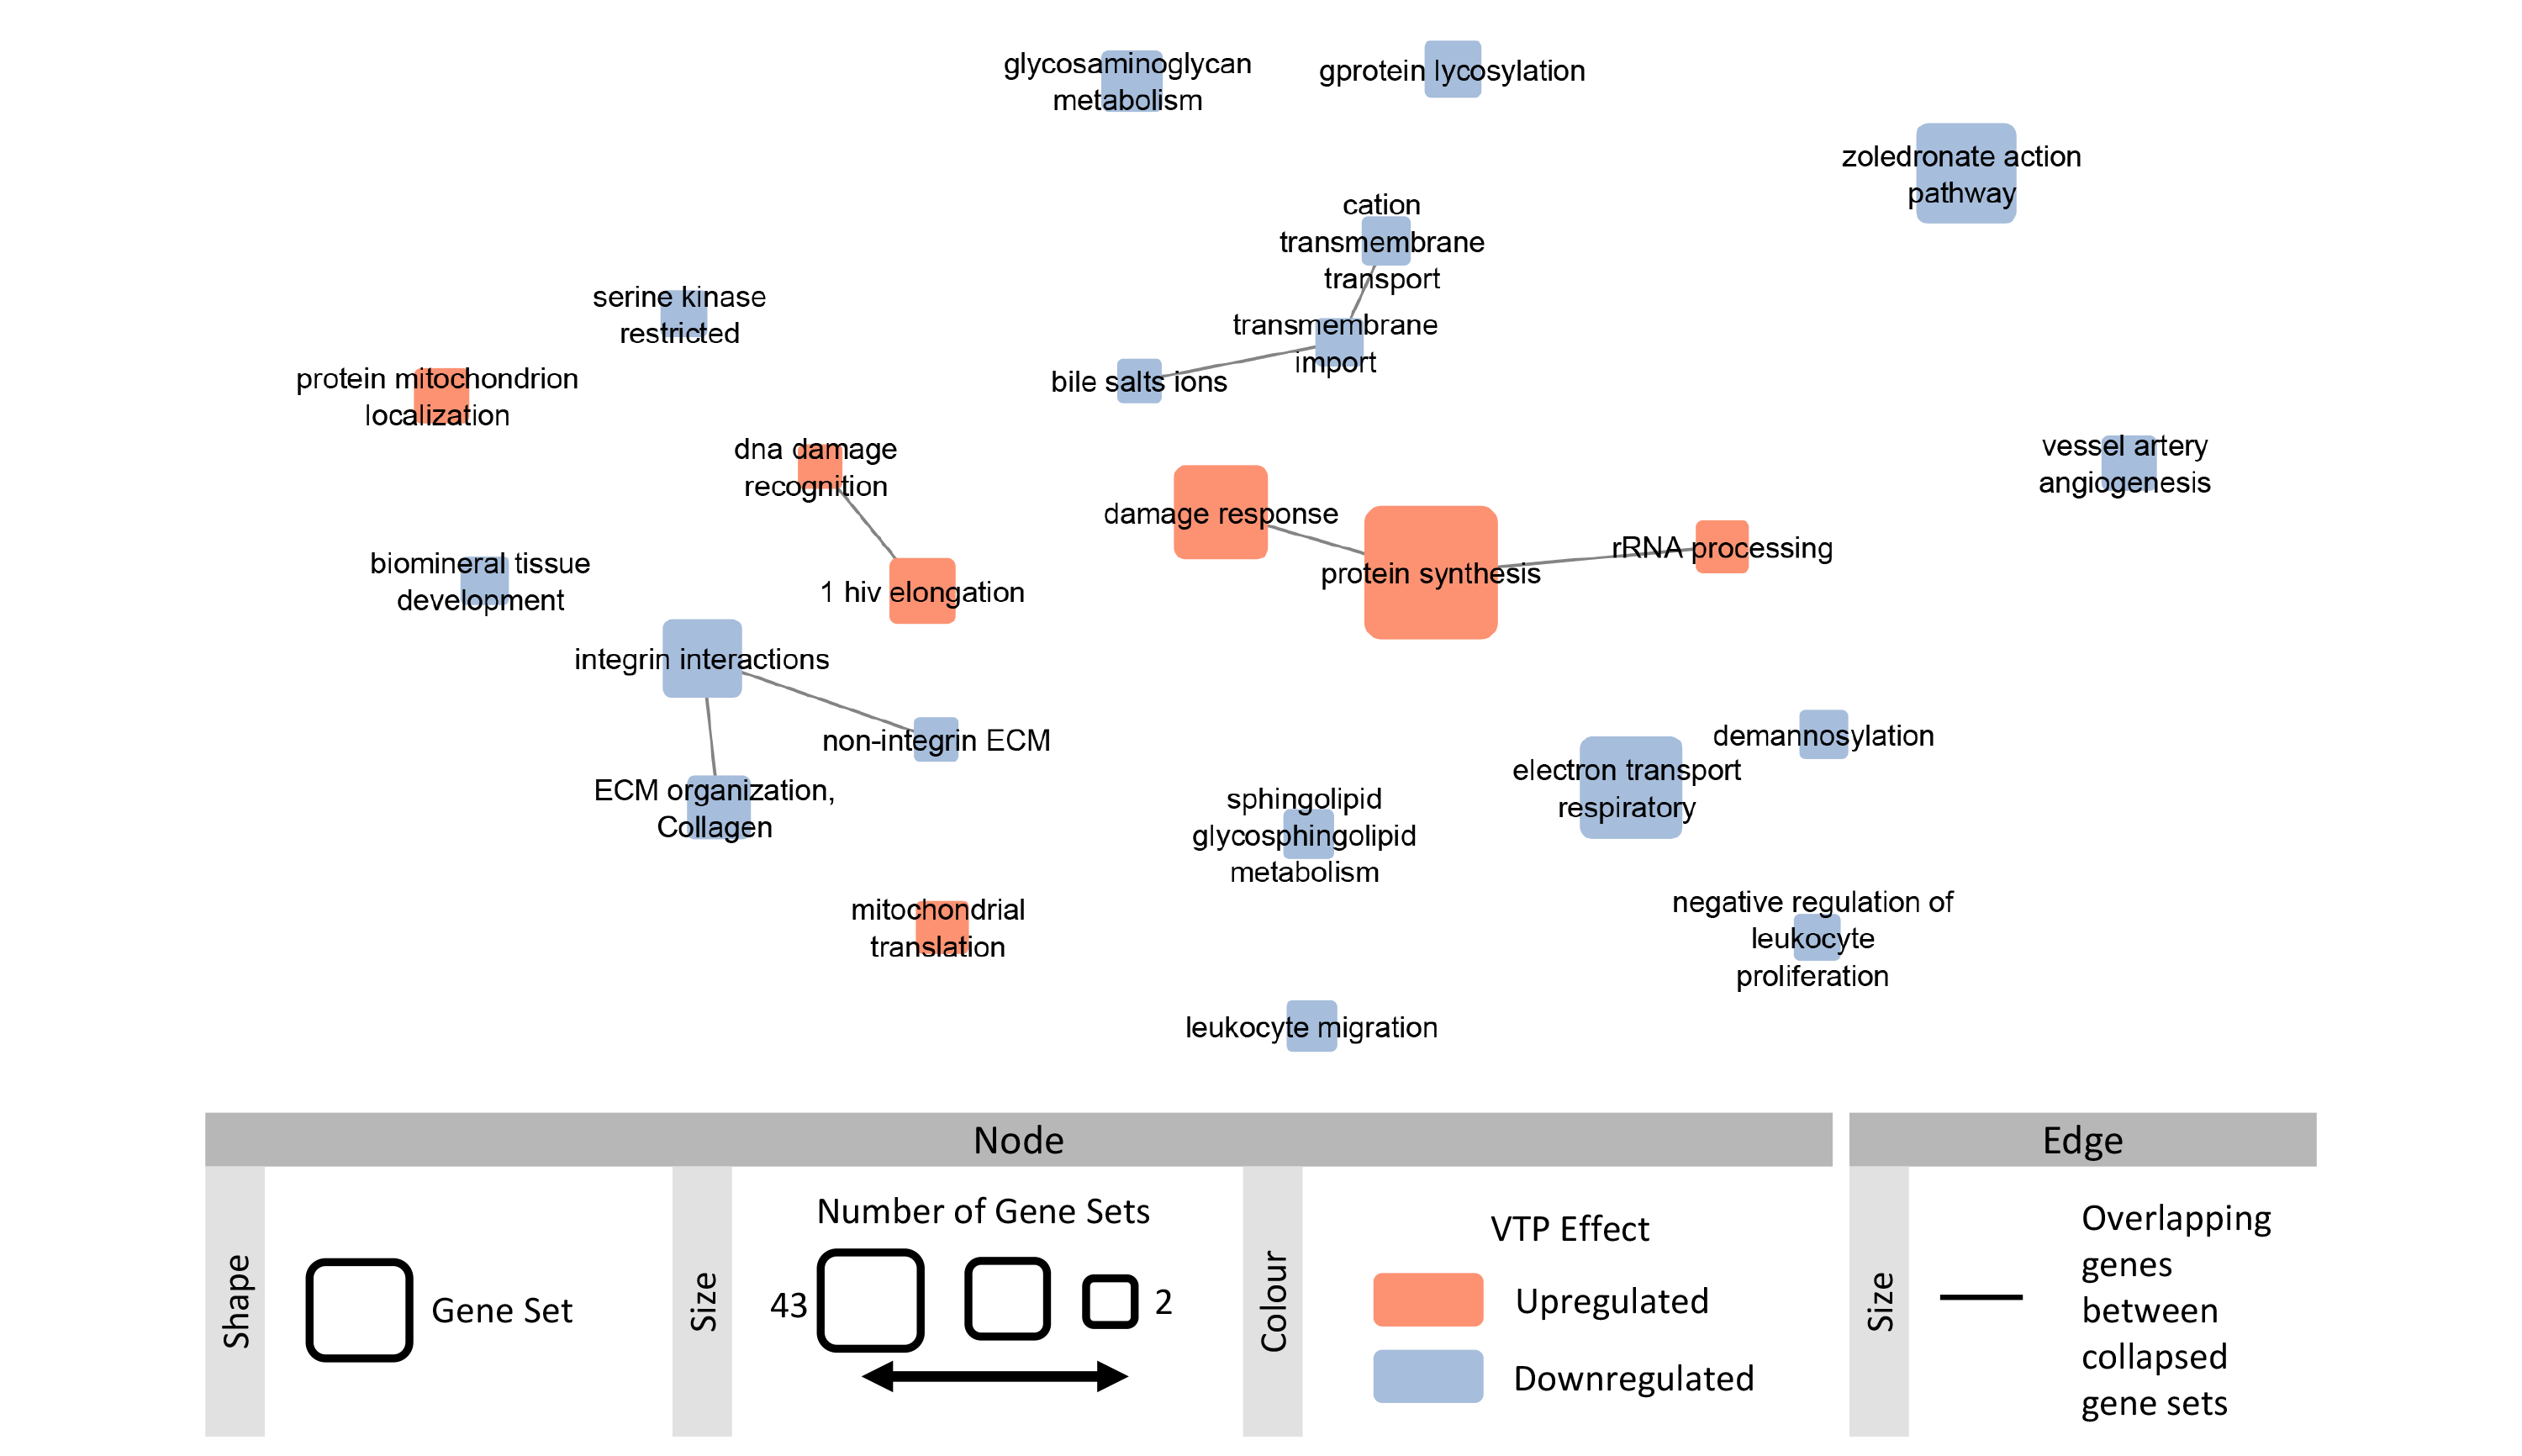 glycosaminoglycan
metabolism
gprotein lycosylation
zoledronate action
pathway
cation
transmembrane
transport
serine kinase
restricted
transmembrane
import
bile salts ions
protein mitochondrion
localization
dna damage
recognition
vessel artery
angiogenesis
damage response
rRNA processing
protein synthesis
biomineral tissue
development
1 hiv elongation
integrin interactions
non-integrin ECM
demannosylation
electron transport
respiratory
ECM organization,
Collagen
sphingolipid
glycosphingolipid
metabolism
mitochondrial
translation
negative regulation of
leukocyte
proliferation
leukocyte migration
Node
Edge
Shape
Gene Set
Size
Number of Gene Sets
43
2
Colour
VTP Effect
Upregulated
Downregulated
Size
Overlapping
genes
between
collapsed
gene sets